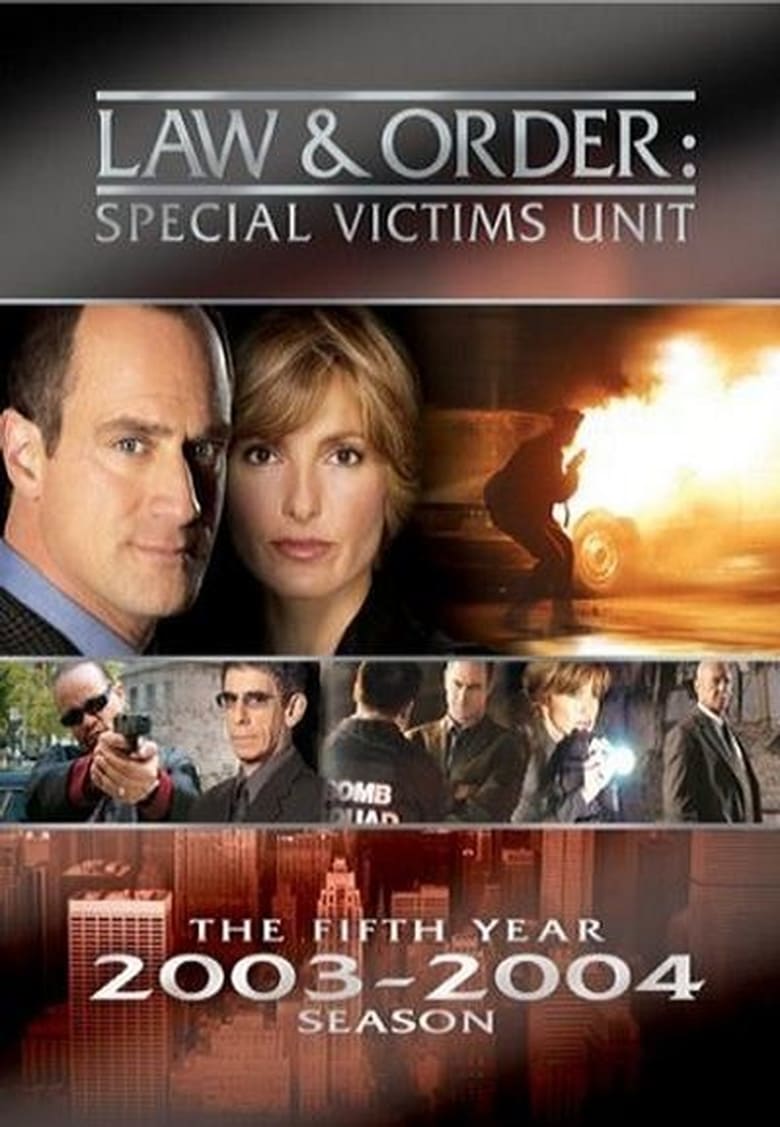 LAW & ORDER:
SPECIAL VICTIMS UNIT
OMB
QUAD
THE FIFTH YEAR
2003-2004
SEASON